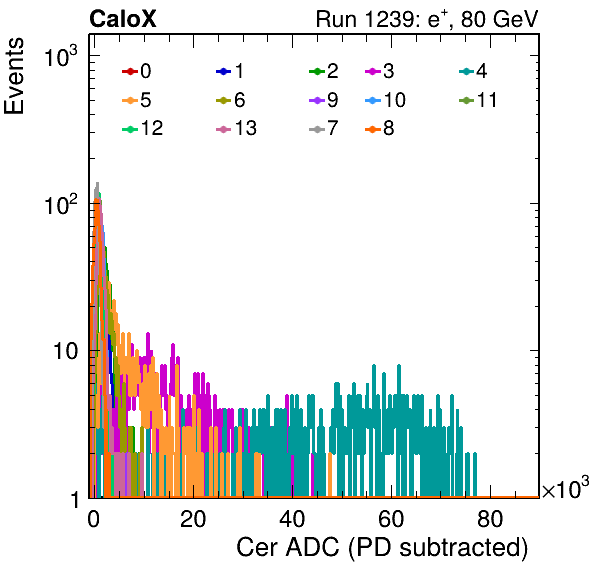 CaloX Run 1239: e⁺, 80 GeV
Events
10³
0 1 2 3 4
5 6 9 10 11
12 13 7 8
10²
10
1
0 20 40 60 80 ×10³
Cer ADC (PD subtracted)